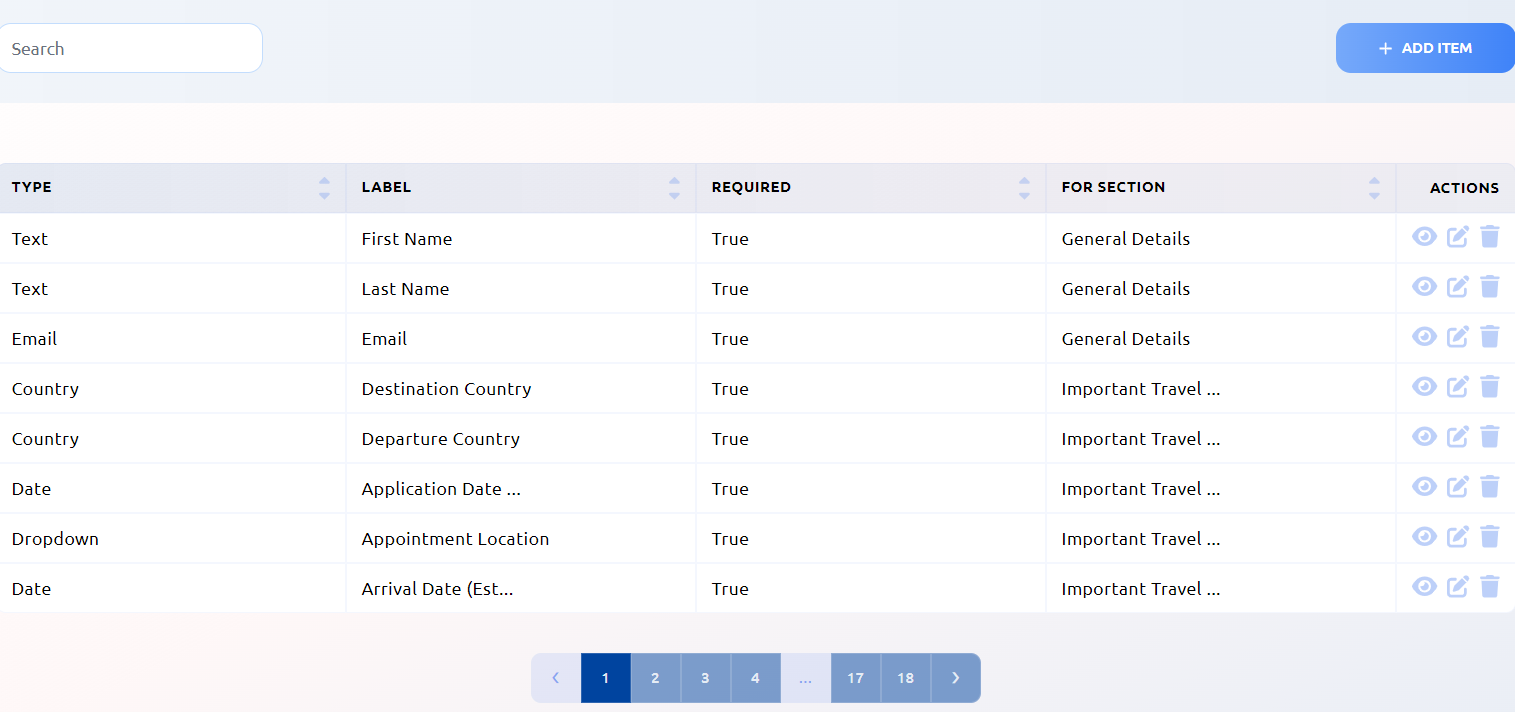 Search
+ ADD ITEM
TYPE LABEL REQUIRED FOR SECTION ACTIONS
Text First Name True General Details
Text Last Name True General Details
Email Email True General Details
Country Destination Country True Important Travel ...
Country Departure Country True Important Travel ...
Date Application Date ... True Important Travel ...
Dropdown Appointment Location True Important Travel ...
Date Arrival Date (Est... True Important Travel ...
‹ 1 2 3 4 ... 17 18 ›